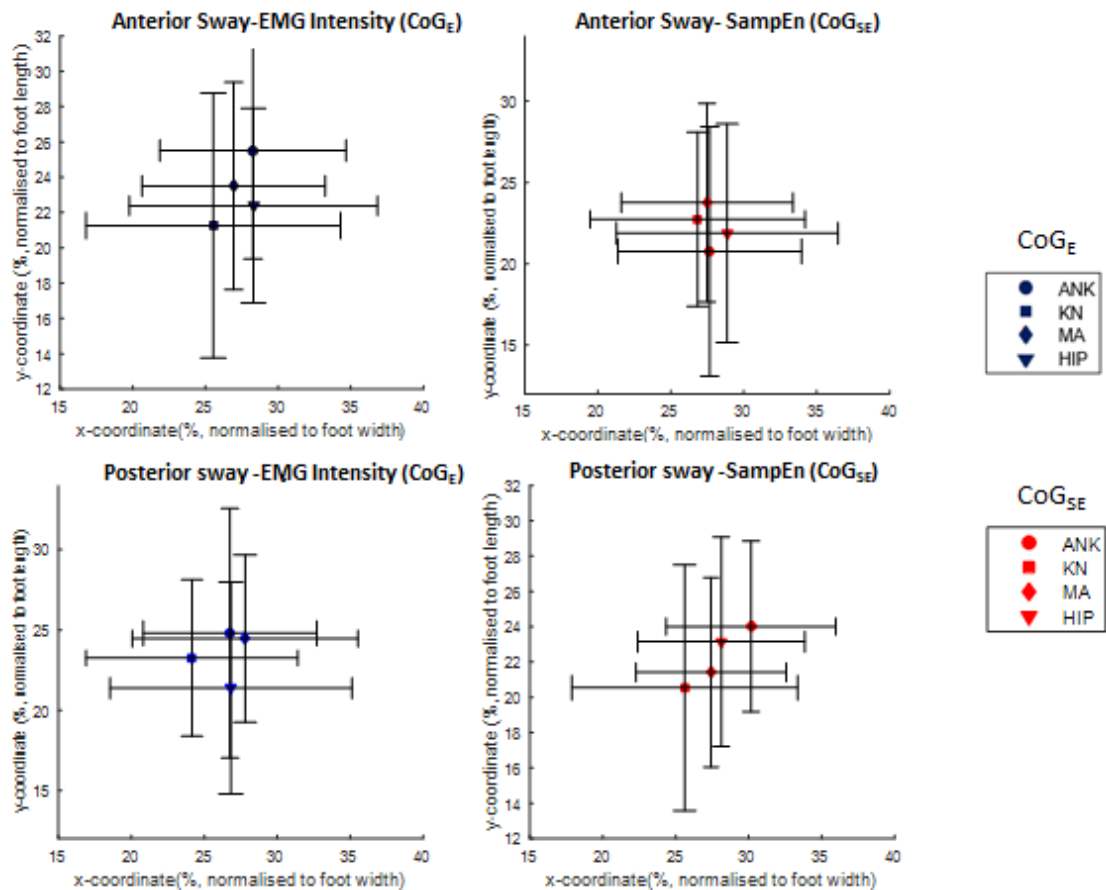 Anterior Sway-EMG Intensity (CoG_E)
y-coordinate (%, normalised to foot length)
32
30
28
26
24
22
20
18
16
14
12
15 20 25 30 35 40
x-coordinate(%, normalised to foot width)
Anterior Sway- SampEn (CoG_SE)
y-coordinate (%, normalised to foot length)
30
25
20
15
15 20 25 30 35 40
x-coordinate(%, normalised to foot width)
CoG_E
ANK
KN
MA
HIP
Posterior sway -EMG Intensity (CoG_E)
y-coordinate (%, normalised to foot length)
30
25
20
15
15 20 25 30 35 40
x-coordinate(%, normalised to foot width)
Posterior sway -SampEn (CoG_SE)
y-coordinate (%, normalised to foot length)
32
30
28
26
24
22
20
18
16
14
12
15 20 25 30 35 40
x-coordinate(%, normalised to foot width)
CoG_SE
ANK
KN
MA
HIP